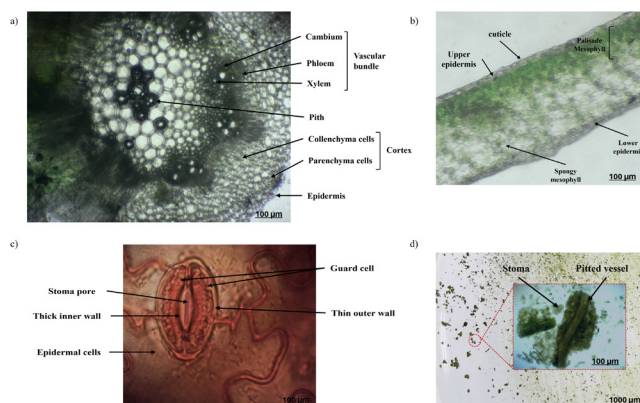 a)
Cambium
Phloem
Vascular
bundle
Xylem
Pith
Collenchyma cells
Cortex
Parenchyma cells
Epidermis
100 µm
b)
cuticle
Palisade
Mesophyll
Upper
epidermis
Lower
epidermi
Spongy
mesophyll
100 µm
c)
Guard cell
Stoma pore
Thick inner wall
Thin outer wall
Epidermal cells
100 µm
d)
Stoma
Pitted vessel
100 µm
1000 µm